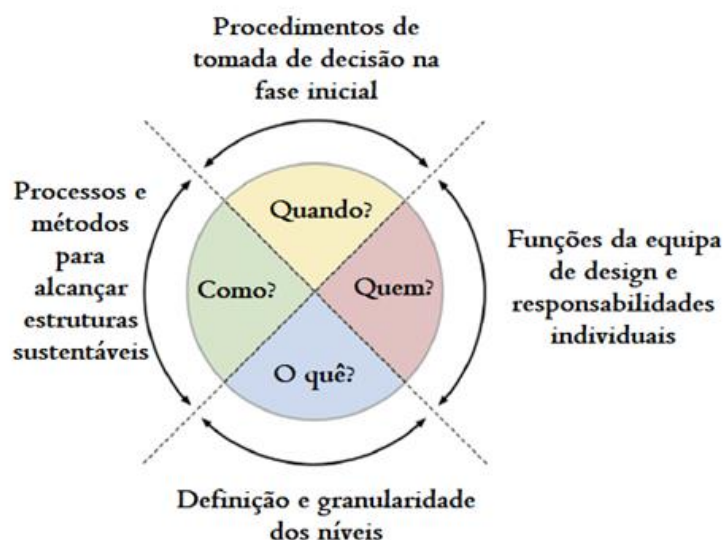 Procedimentos de
tomada de decisão na
fase inicial
Processos e
métodos
para
alcançar
estruturas
sustentáveis
Quando?
Como?
Quem?
O quê?
Funções da equipa
de design e
responsabilidades
individuais
Definição e granularidade
dos níveis